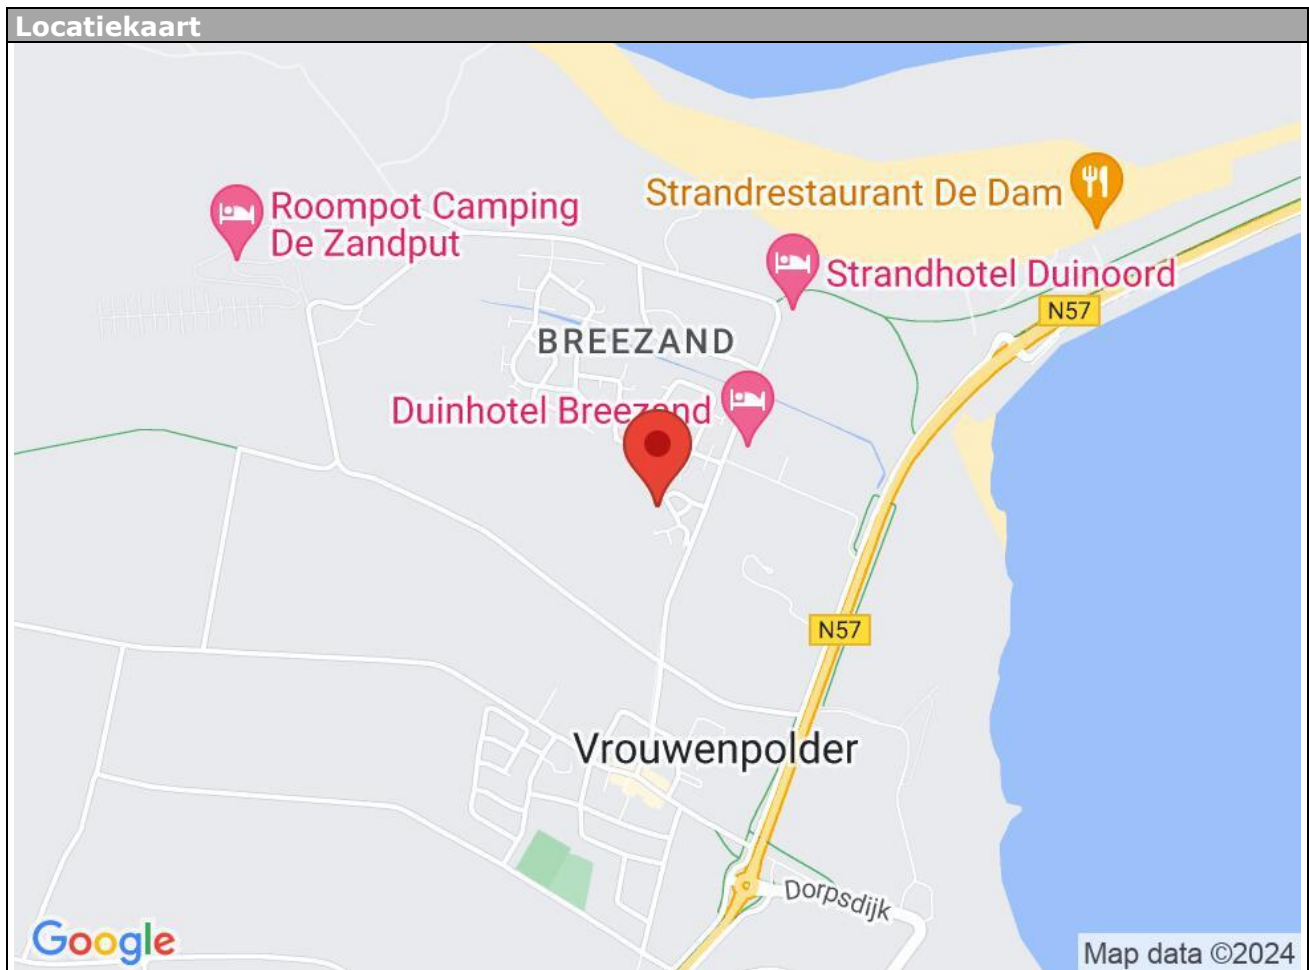 Locatiekaart
Strandrestaurant De Dam
Roompot Camping
De Zandput
Strandhotel Duinoord
N57
BREEZAND
Duinhotel Breezand
N57
Vrouwenpolder
Dorpsdijk
Google
Map data ©2024